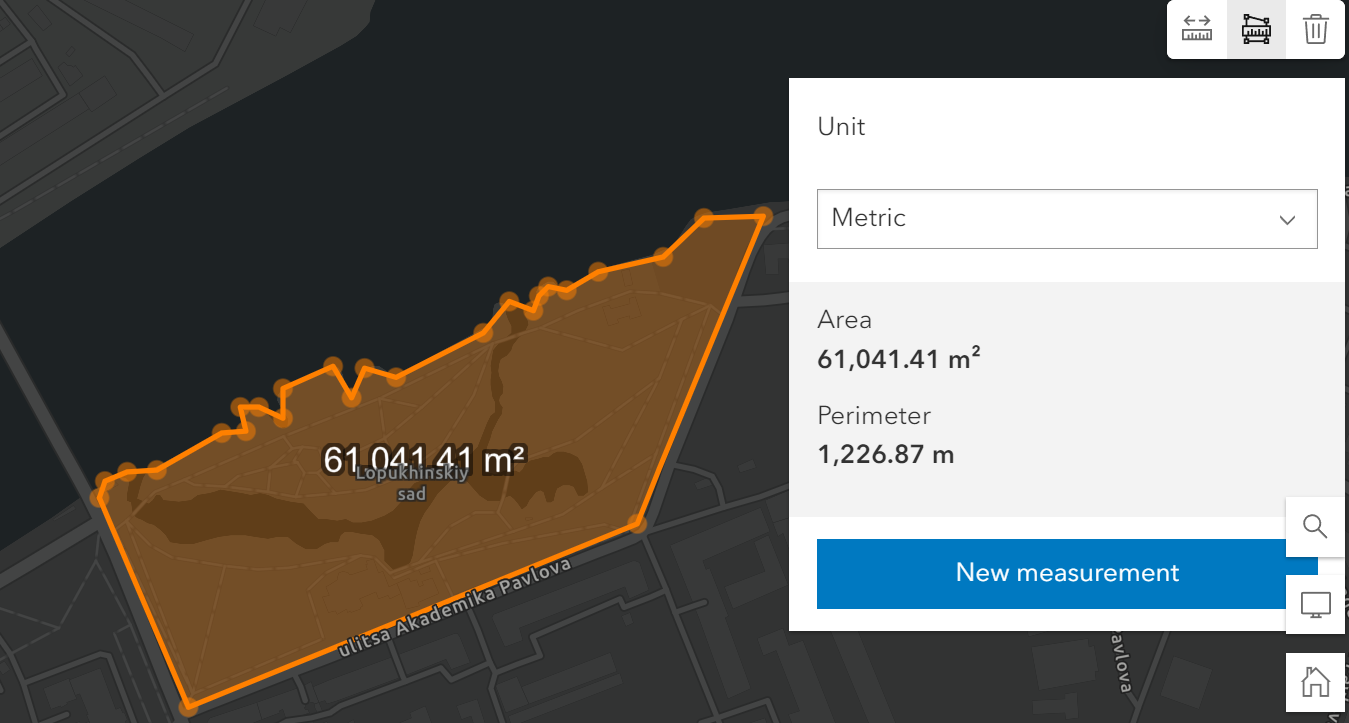 Unit
Metric
Area
61,041.41 m²
Perimeter
1,226.87 m
New measurement
61,041.41 m²
Lopukhinskiy
sad
ulitsa Akademika Pavlova
Pavlova